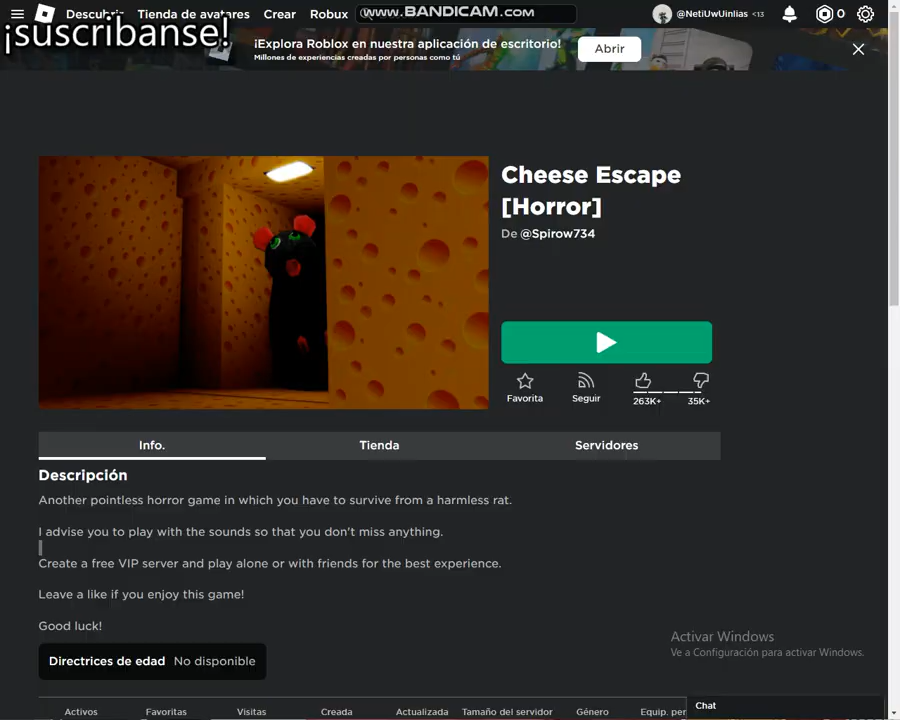 Tienda de avatares Crear Robux WWW.BANDICAM.COM @NetiUwUinlias <13 0
¡suscribanse!
¡Explora Roblox en nuestra aplicación de escritorio!
Millones de experiencias creadas por personas como tú
Abrir
Cheese Escape
[Horror]
De @Spirow734
Favorita Seguir 263K+ 35K+
Info. Tienda Servidores
Descripción
Another pointless horror game in which you have to survive from a harmless rat.
I advise you to play with the sounds so that you don't miss anything.
Create a free VIP server and play alone or with friends for the best experience.
Leave a like if you enjoy this game!
Good luck!
Directrices de edad No disponible
Activar Windows
Ve a Configuración para activar Windows.
Activos Favoritas Visitas Creada Actualizada Tamaño del servidor Género Equip. per
Chat